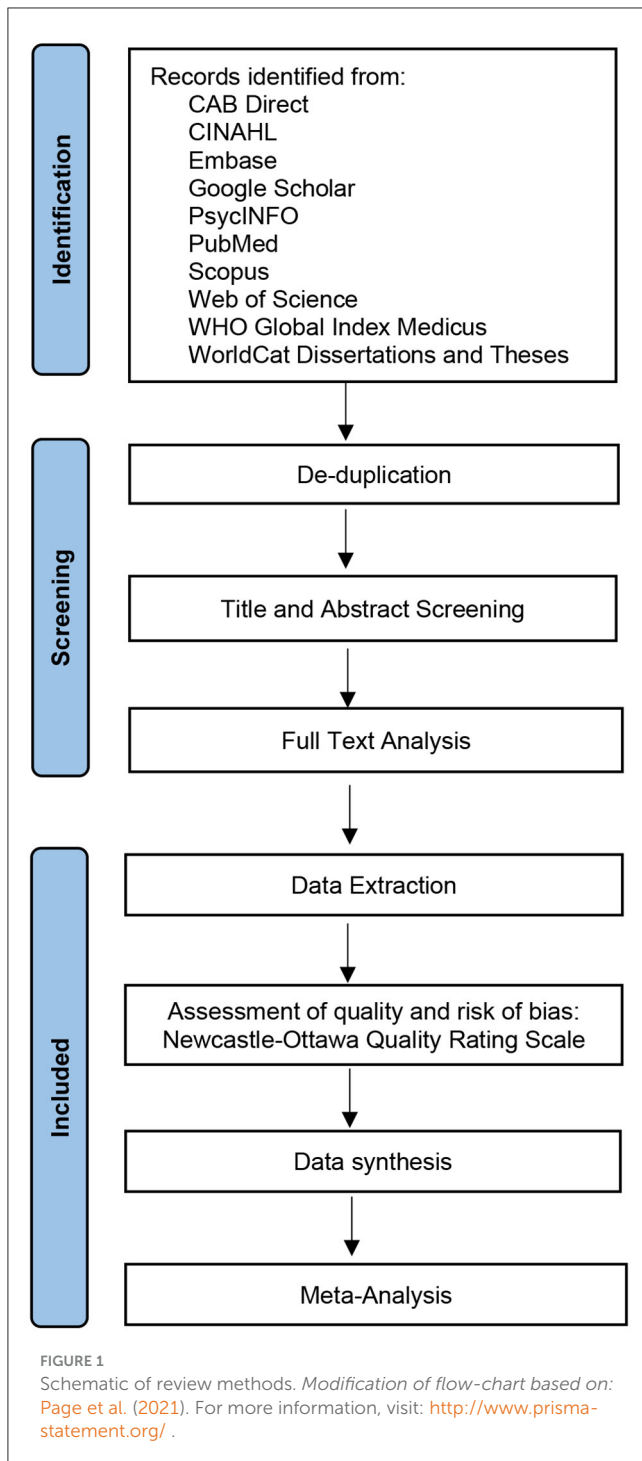 Identification
Records identified from:
CAB Direct
CINAHL
Embase
Google Scholar
PsycINFO
PubMed
Scopus
Web of Science
WHO Global Index Medicus
WorldCat Dissertations and Theses
Screening
De-duplication
Title and Abstract Screening
Full Text Analysis
Included
Data Extraction
Assessment of quality and risk of bias:
Newcastle-Ottawa Quality Rating Scale
Data synthesis
Meta-Analysis
FIGURE 1
Schematic of review methods. Modification of flow-chart based on:
Page et al. (2021). For more information, visit: http://www.prisma-
statement.org/ .